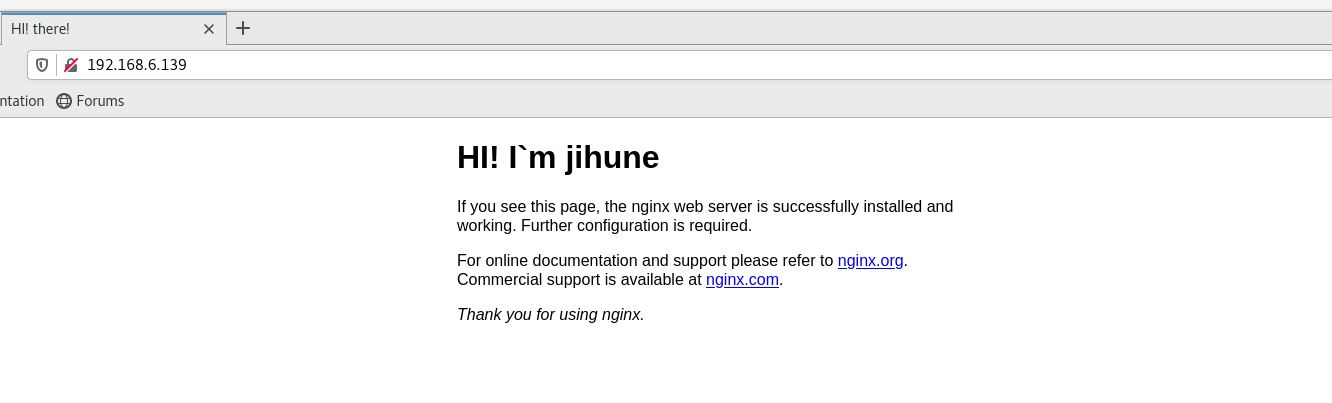 HI! there!
192.168.6.139
ntation Forums
HI! I`m jihune
If you see this page, the nginx web server is successfully installed and
working. Further configuration is required.
For online documentation and support please refer to nginx.org.
Commercial support is available at nginx.com.
Thank you for using nginx.